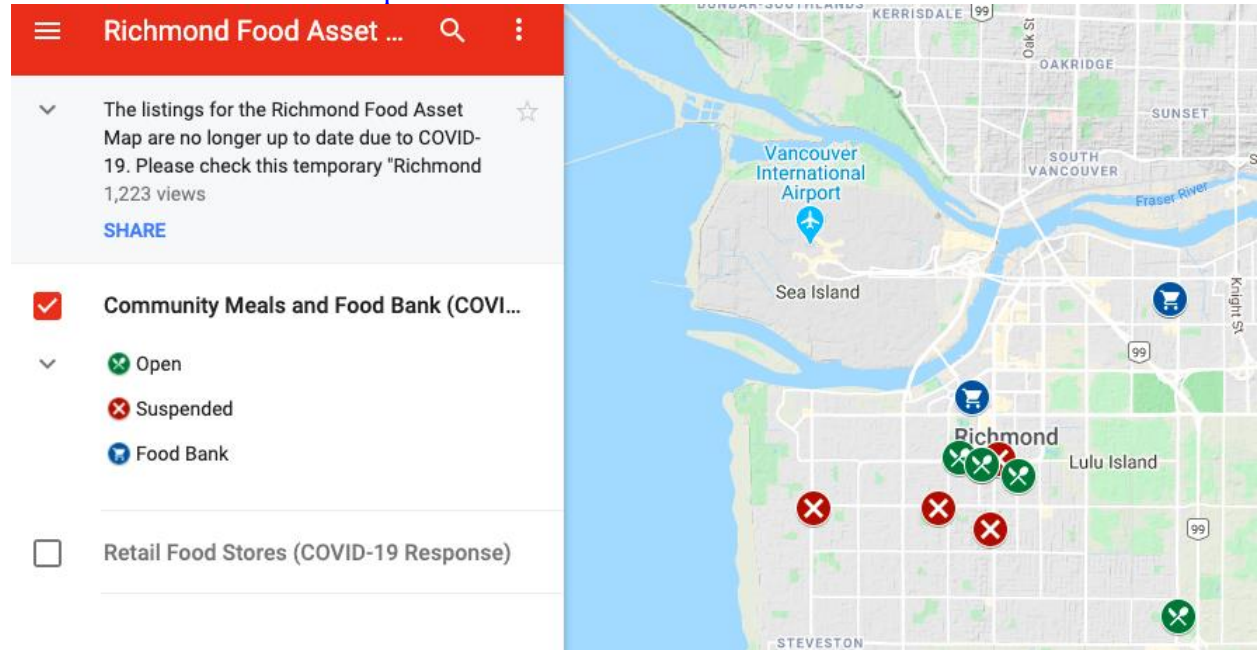 Richmond Food Asset ...
The listings for the Richmond Food Asset
Map are no longer up to date due to COVID-
19. Please check this temporary "Richmond
1,223 views
SHARE
Community Meals and Food Bank (COVI...
Open
Suspended
Food Bank
Retail Food Stores (COVID-19 Response)
DUNBAR-SOUTHLANDS
KERRISDALE
99
Oak St
OAKRIDGE
SUNSET
Vancouver
International
Airport
SOUTH
VANCOUVER
Fraser River
Sea Island
Knight St
99
Richmond
Lulu Island
99
STEVESTON